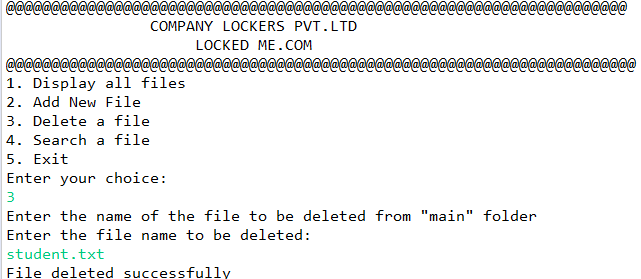 @@@@@@@@@@@@@@@@@@@@@@@@@@@@@@@@@@@@@@@@@@@@@@@@@@@@@@@@@@@@@@@@@@@@@
COMPANY LOCKERS PVT.LTD
LOCKED ME.COM
@@@@@@@@@@@@@@@@@@@@@@@@@@@@@@@@@@@@@@@@@@@@@@@@@@@@@@@@@@@@@@@@@@@@@@
1. Display all files
2. Add New File
3. Delete a file
4. Search a file
5. Exit
Enter your choice:
3
Enter the name of the file to be deleted from "main" folder
Enter the file name to be deleted:
student.txt
File deleted successfully